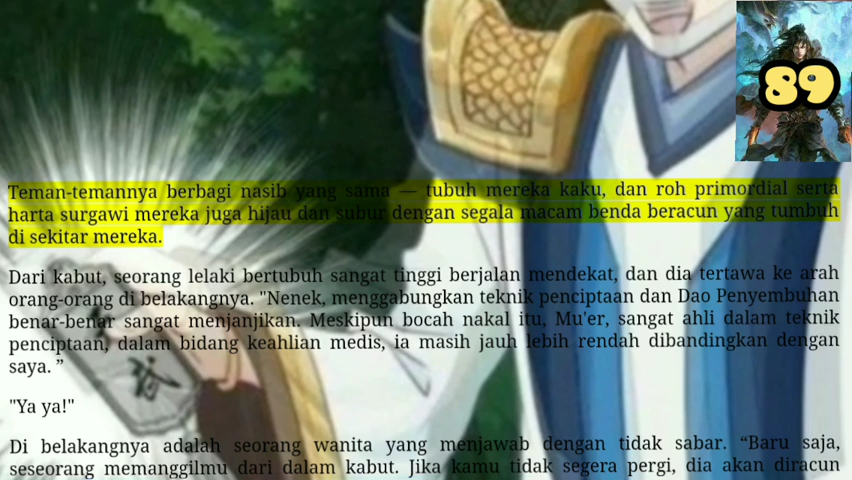 89
Teman-temannya berbagi nasib yang sama — tubuh mereka kaku, dan roh primordial serta
harta surgawi mereka juga hijau dan subur dengan segala macam benda beracun yang tumbuh
di sekitar mereka.
Dari kabut, seorang lelaki bertubuh sangat tinggi berjalan mendekat, dan dia tertawa ke arah
orang-orang di belakangnya. "Nenek, menggabungkan teknik penciptaan dan Dao Penyembuhan
benar-benar sangat menjanjikan. Meskipun bocah nakal itu, Mu'er, sangat ahli dalam teknik
penciptaan, dalam bidang keahlian medis, ia masih jauh lebih rendah dibandingkan dengan
saya. ”
"Ya ya!"
Di belakangnya adalah seorang wanita yang menjawab dengan tidak sabar. “Baru saja,
seseorang memanggilmu dari dalam kabut. Jika kamu tidak segera pergi, dia akan diracun